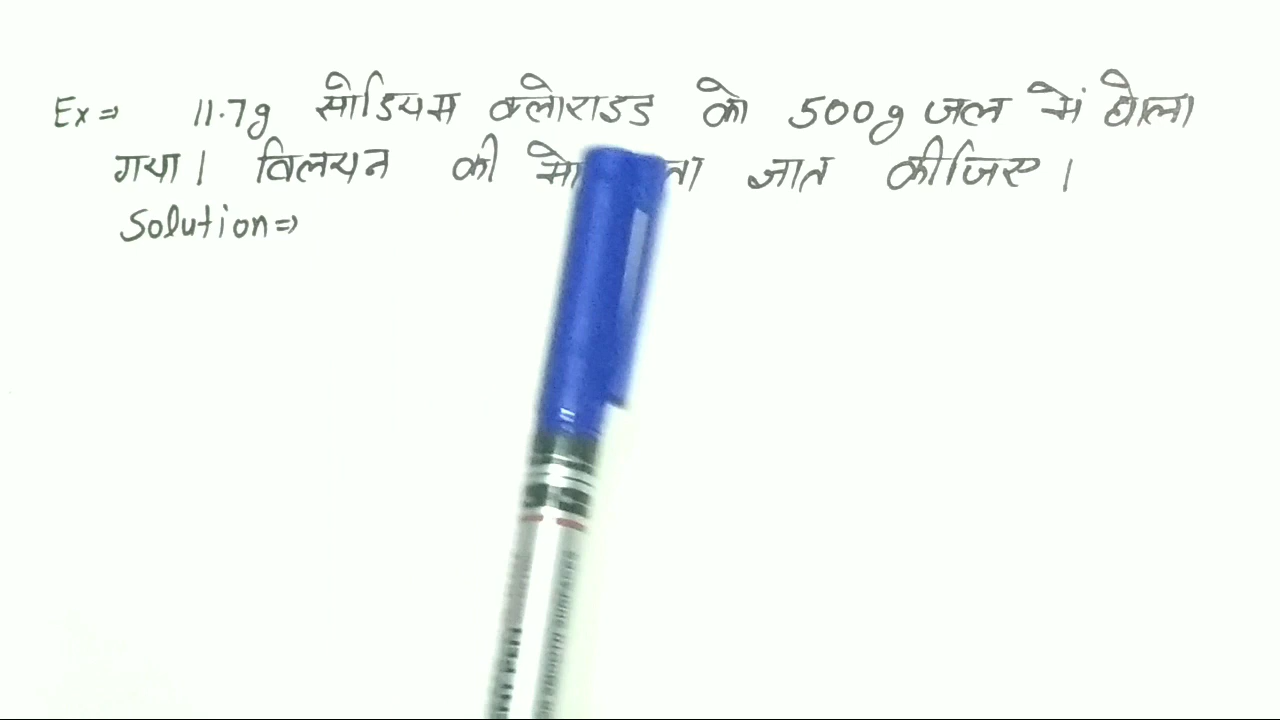 Ex⇒ 11.7g सोडियम क्लोराइड को 500g जल में घोला
गया। विलयन की ज्ञात कीजिए।
Solution⇒